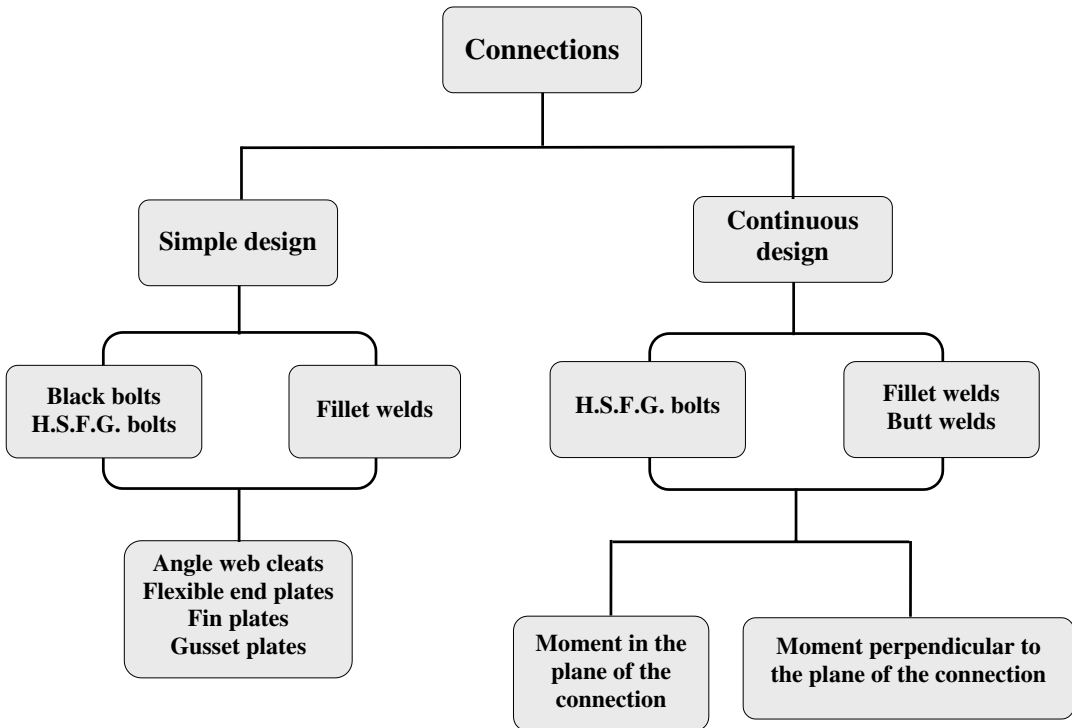 Connections
Simple design
Continuous
design
Black bolts
H.S.F.G. bolts
Fillet welds
H.S.F.G. bolts
Fillet welds
Butt welds
Angle web cleats
Flexible end plates
Fin plates
Gusset plates
Moment in the
plane of the
connection
Moment perpendicular to
the plane of the connection